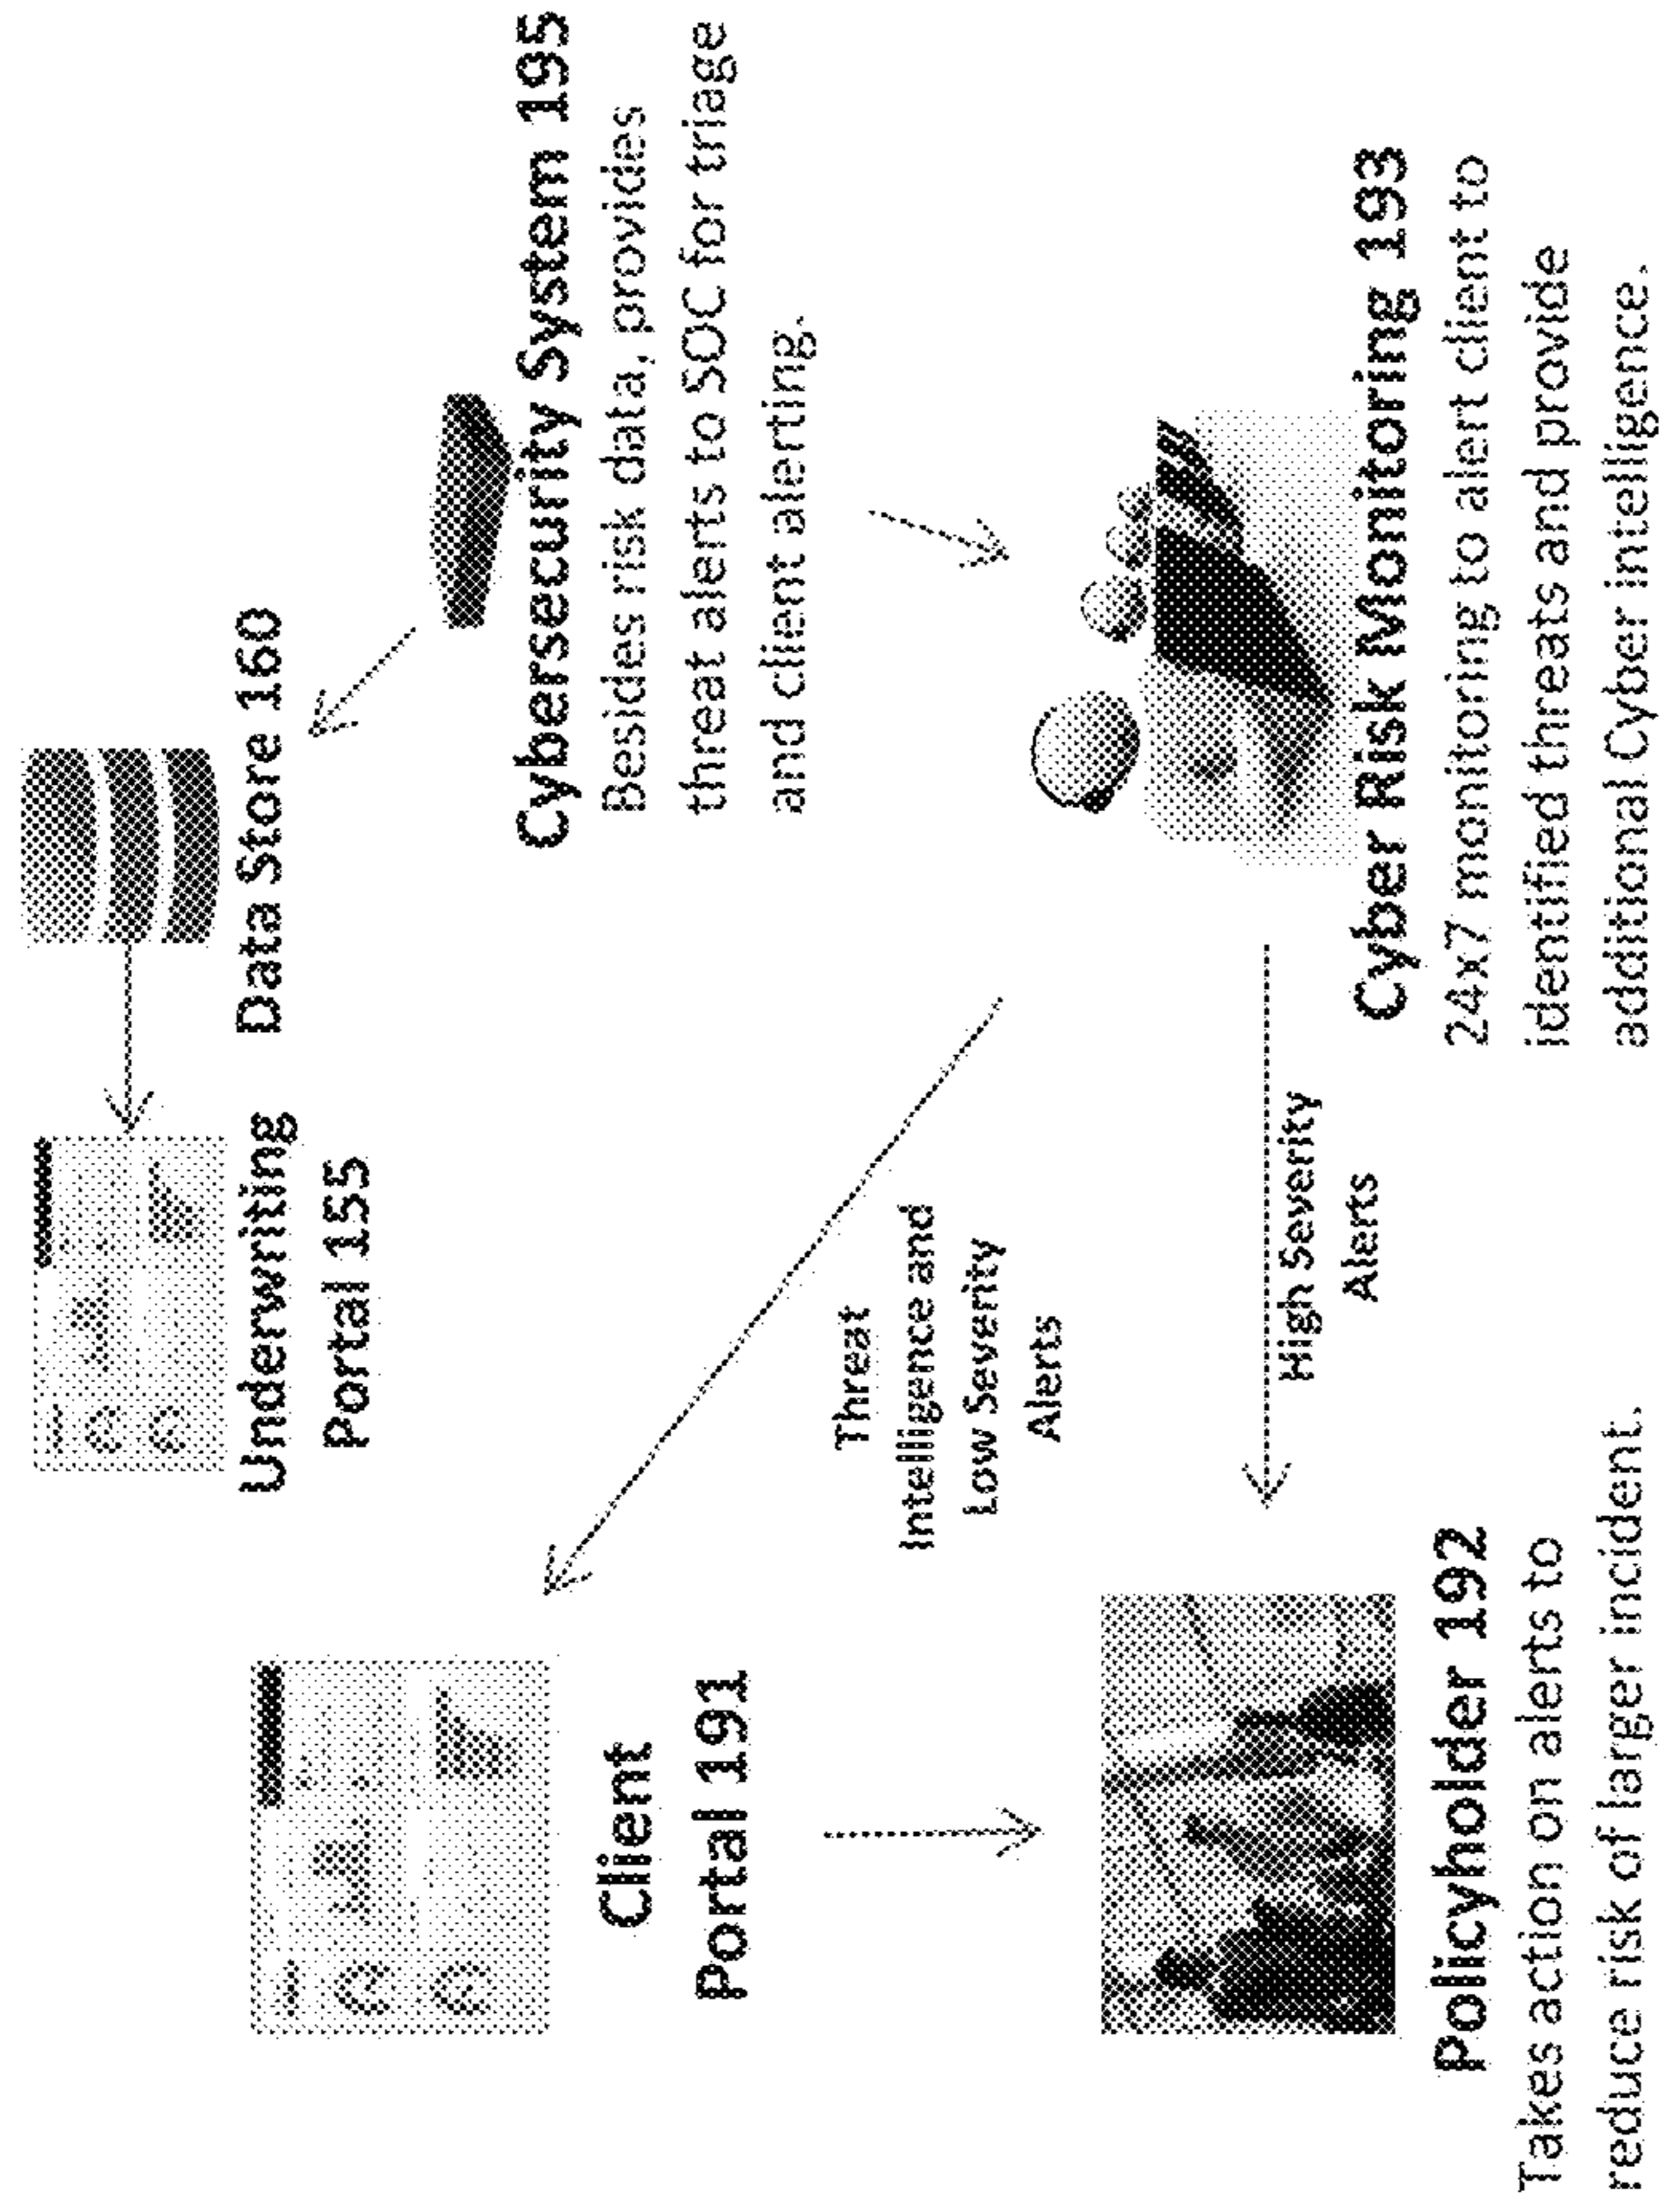 Underwriting
Portal 155
Data Store 160
Cybersecurity System 195
Besides risk data, provides
threat alerts to SOC for triage
and client alerting.
Client
Portal 191
Threat
Intelligence and
Low Severity
Alerts
High Severity
Alerts
Policyholder 192
Takes action on alerts to
reduce risk of larger incident.
Cyber Risk Monitoring 193
24x7 monitoring to alert client to
identified threats and provide
additional Cyber intelligence.